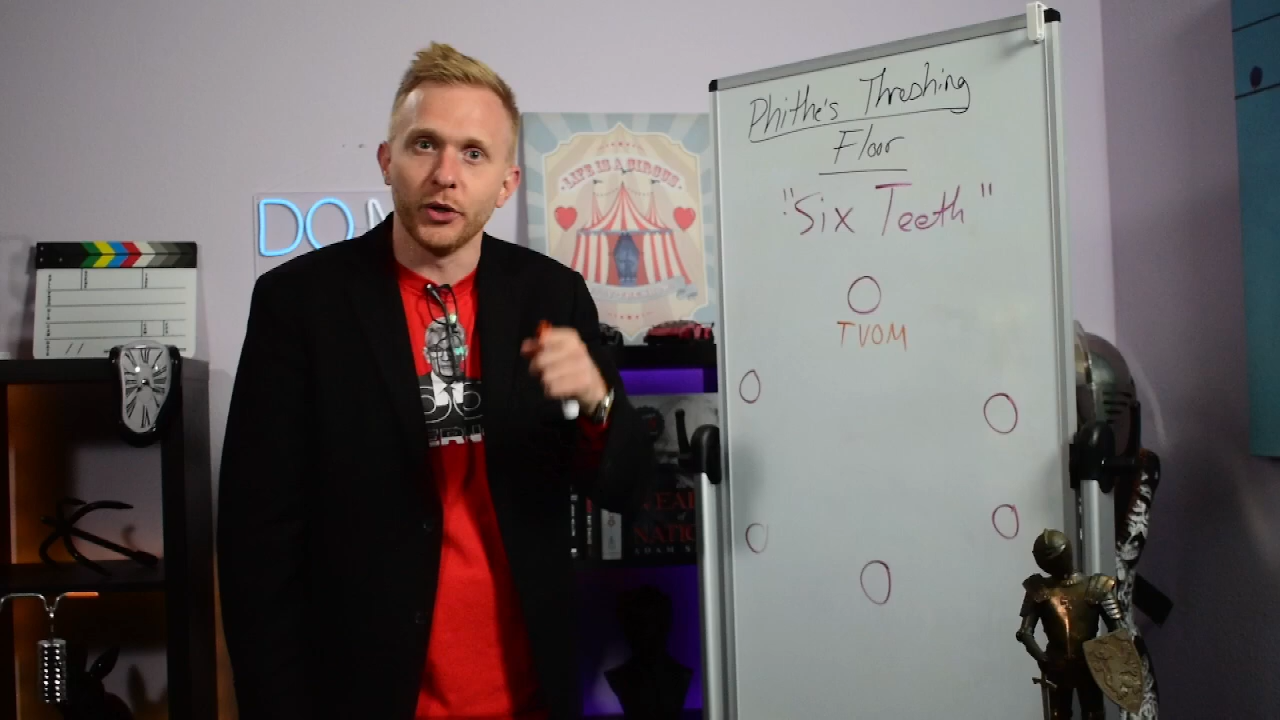 Phithe's Threshing
Floor
"Six Teeth"
TVOM
DO
LIFE IS A CIRCUS